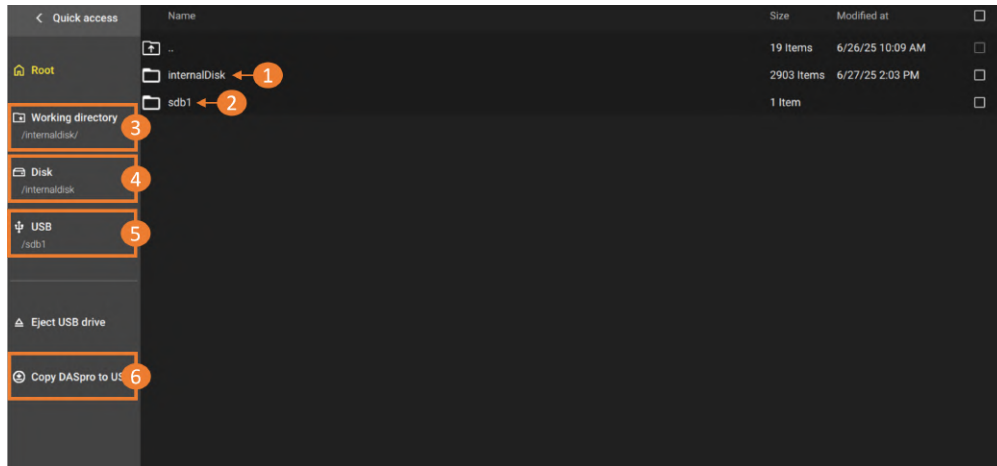 Quick access
Name Size Modified at
.. 19 Items 6/26/25 10:09 AM
Root
internalDisk 1 2903 Items 6/27/25 2:03 PM
sdb1 2 1 Item
Working directory
/internaldisk/
3
Disk
/internaldisk
4
USB
/sdb1
5
Eject USB drive
Copy DASpro to US 6